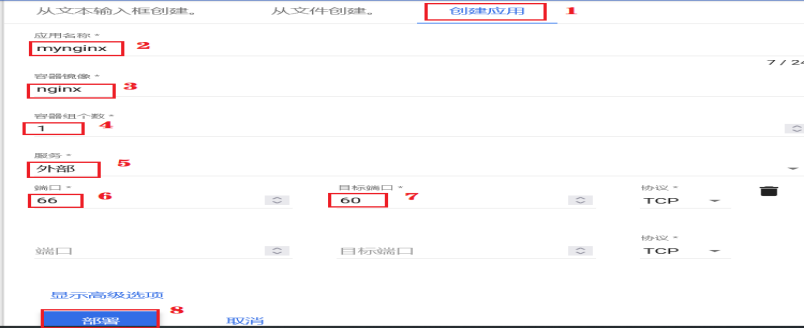 从文本输入框创建。 从文件创建。 创建应用 1
应用名称 *
mynginx 2
7 / 24
容器镜像 *
nginx 3
容器组个数 *
1 4
服务 *
外部 5
端口 * 目标端口 * 协议 *
66 6 60 7 TCP
协议 *
端口 目标端口 TCP
显示高级选项
部署 8 取消